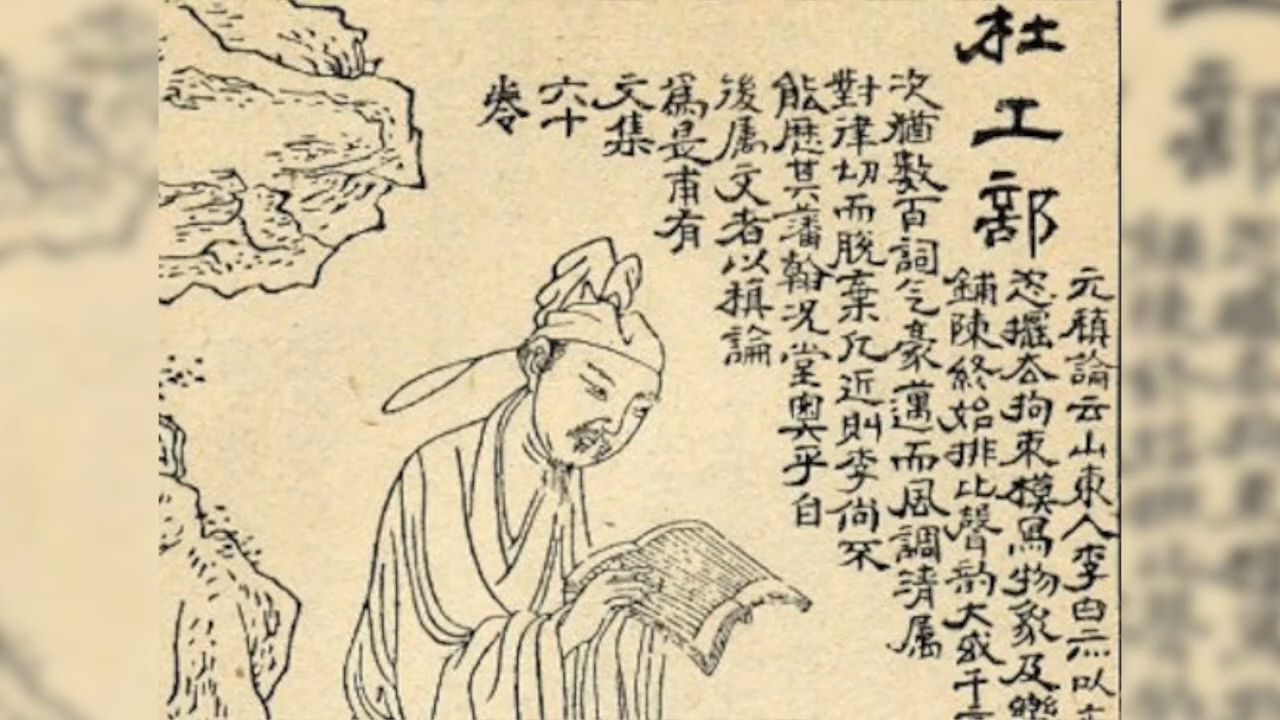 杜工部
元稹論云山東人李白亦以
恣擺去拘束模寫物象及樂
鋪陳終始排比聲韵大或千
次猶數百詞气豪邁而風調清屬
對律切而脫棄凡近則李尚不
能歷其藩翰况堂奧乎自
後屬文者以稹論
爲是甫有
文集
六十
卷